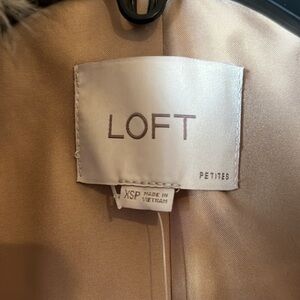 LOFT
PETITES
XSP MADE IN
VIETNAM